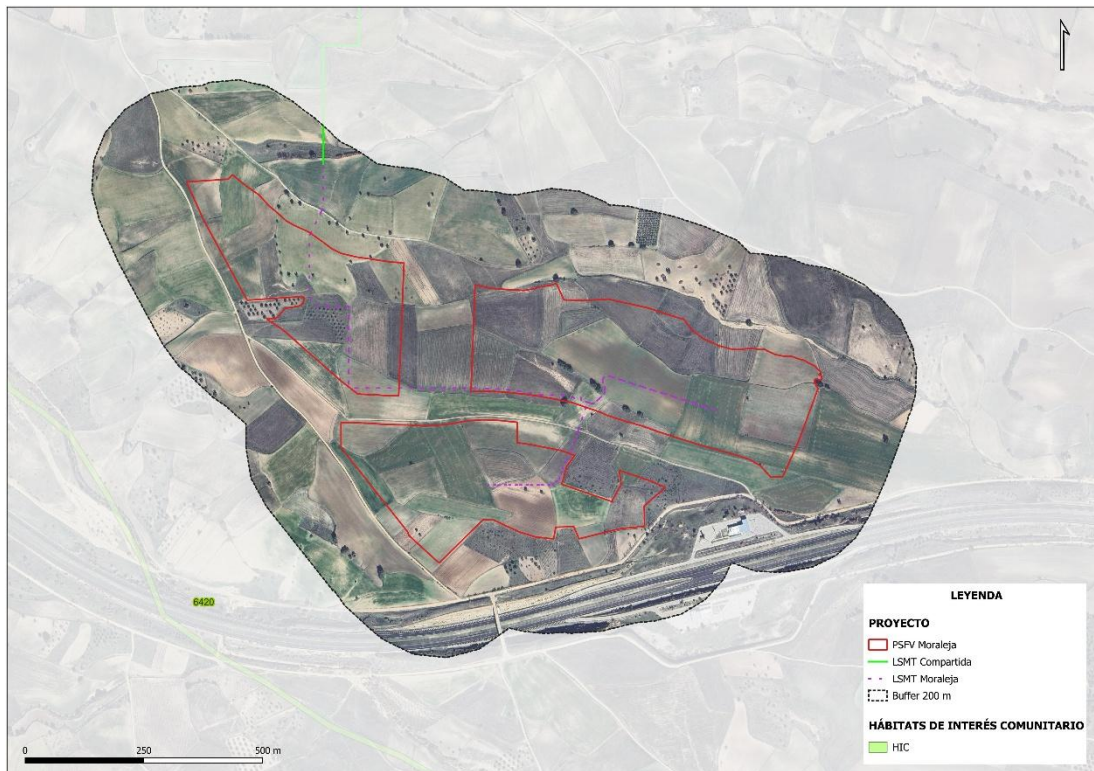 6420
LEYENDA
PROYECTO
PSFV Moraleja
LSMT Compartida
LSMT Moraleja
Buffer 200 m
HÁBITATS DE INTERÉS COMUNITARIO
HIC
0 250 500 m